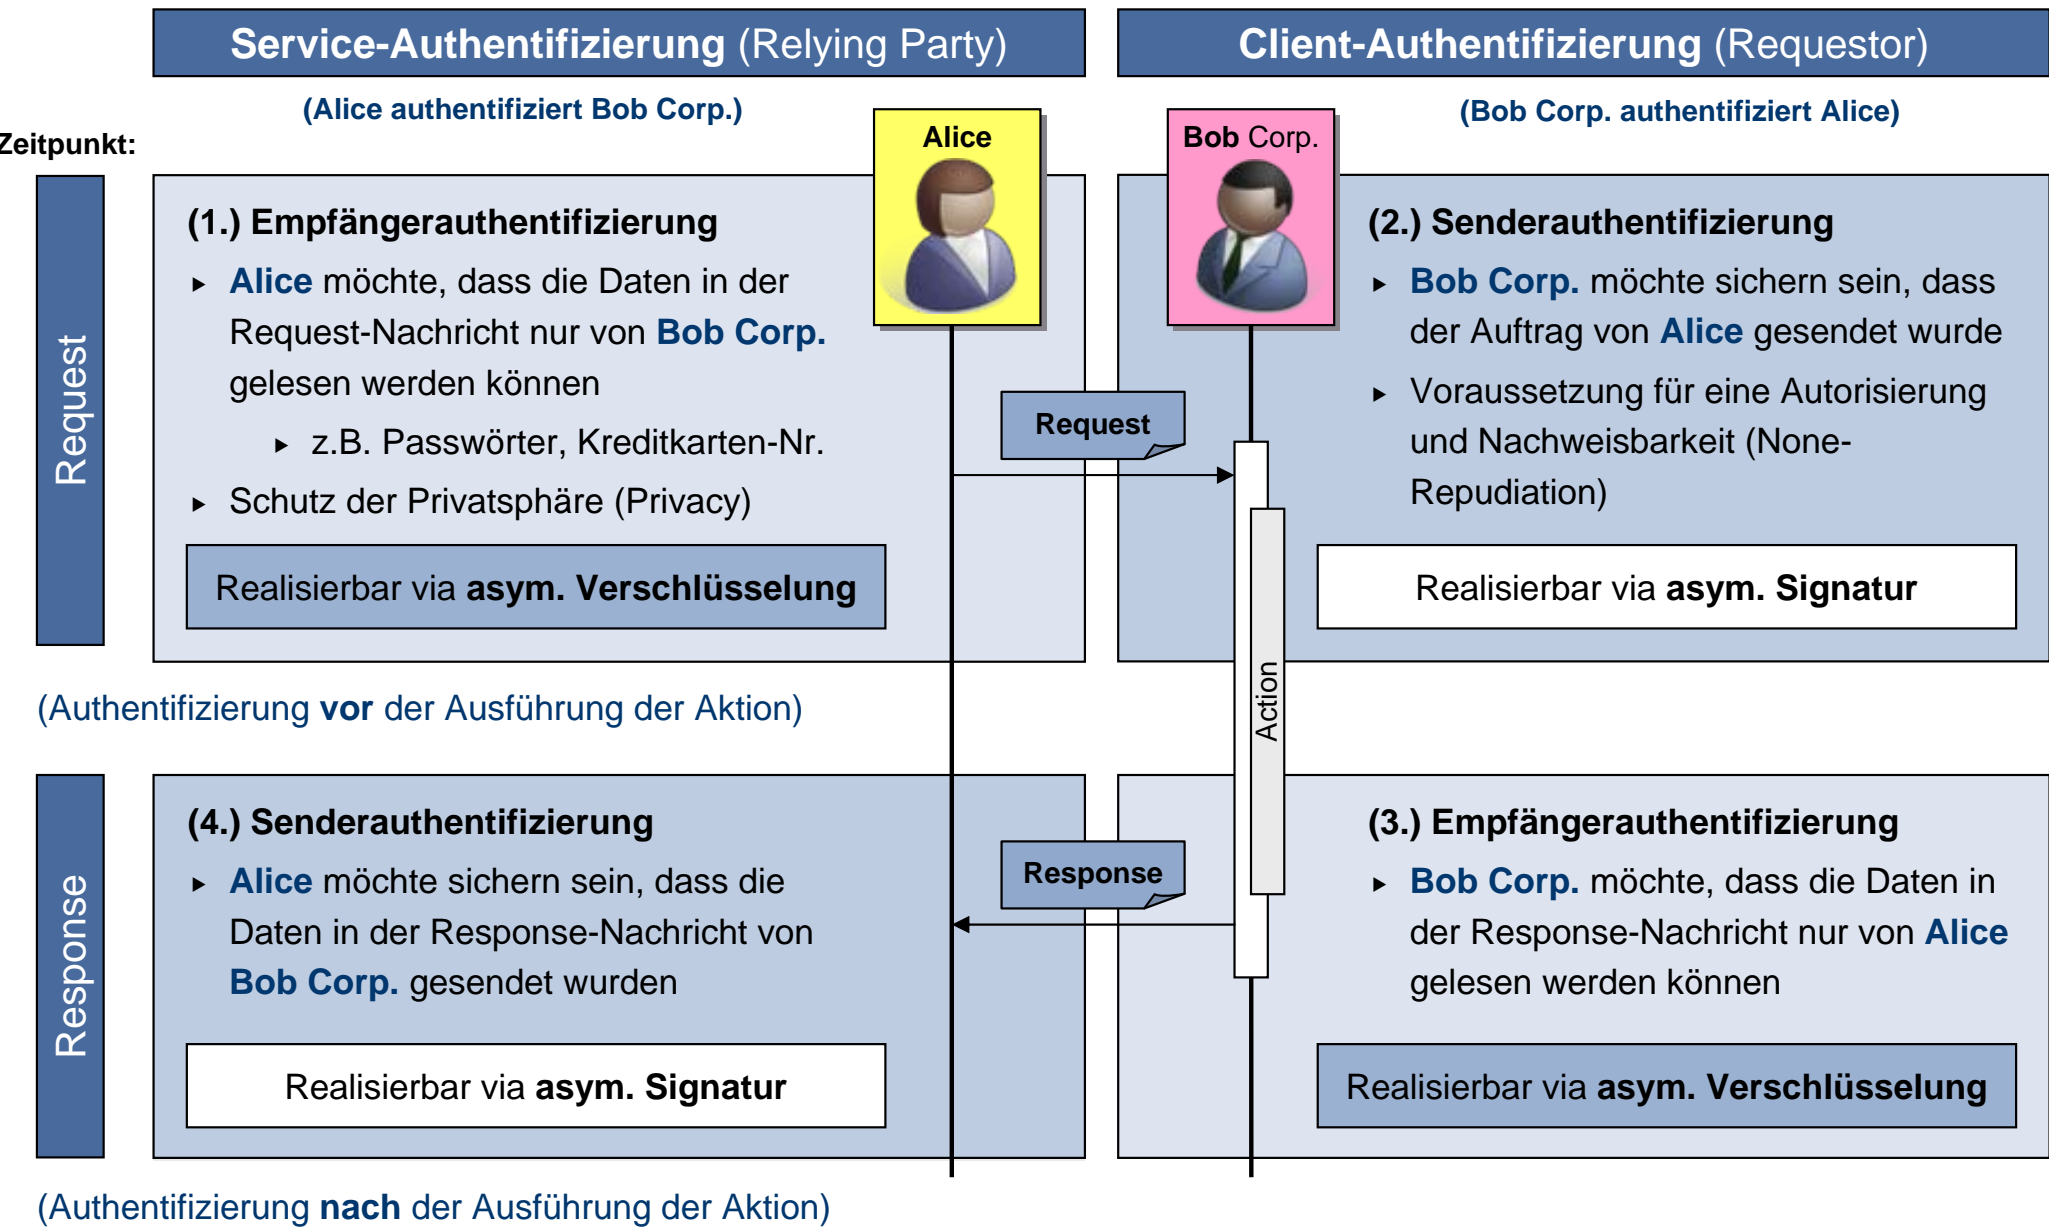 Service-Authentifizierung (Relying Party)
Client-Authentifizierung (Requestor)
(Alice authentifiziert Bob Corp.)
(Bob Corp. authentifiziert Alice)
Zeitpunkt:
Alice
Bob Corp.
Request
(1.) Empfängerauthentifizierung
▸ Alice möchte, dass die Daten in der
Request-Nachricht nur von Bob Corp.
gelesen werden können
▸ z.B. Passwörter, Kreditkarten-Nr.
▸ Schutz der Privatsphäre (Privacy)
Realisierbar via asym. Verschlüsselung
Request
(2.) Senderauthentifizierung
▸ Bob Corp. möchte sichern sein, dass
der Auftrag von Alice gesendet wurde
▸ Voraussetzung für eine Autorisierung
und Nachweisbarkeit (None-
Repudiation)
Realisierbar via asym. Signatur
Action
(Authentifizierung vor der Ausführung der Aktion)
Response
(4.) Senderauthentifizierung
▸ Alice möchte sichern sein, dass die
Daten in der Response-Nachricht von
Bob Corp. gesendet wurden
Realisierbar via asym. Signatur
Response
(3.) Empfängerauthentifizierung
▸ Bob Corp. möchte, dass die Daten in
der Response-Nachricht nur von Alice
gelesen werden können
Realisierbar via asym. Verschlüsselung
(Authentifizierung nach der Ausführung der Aktion)